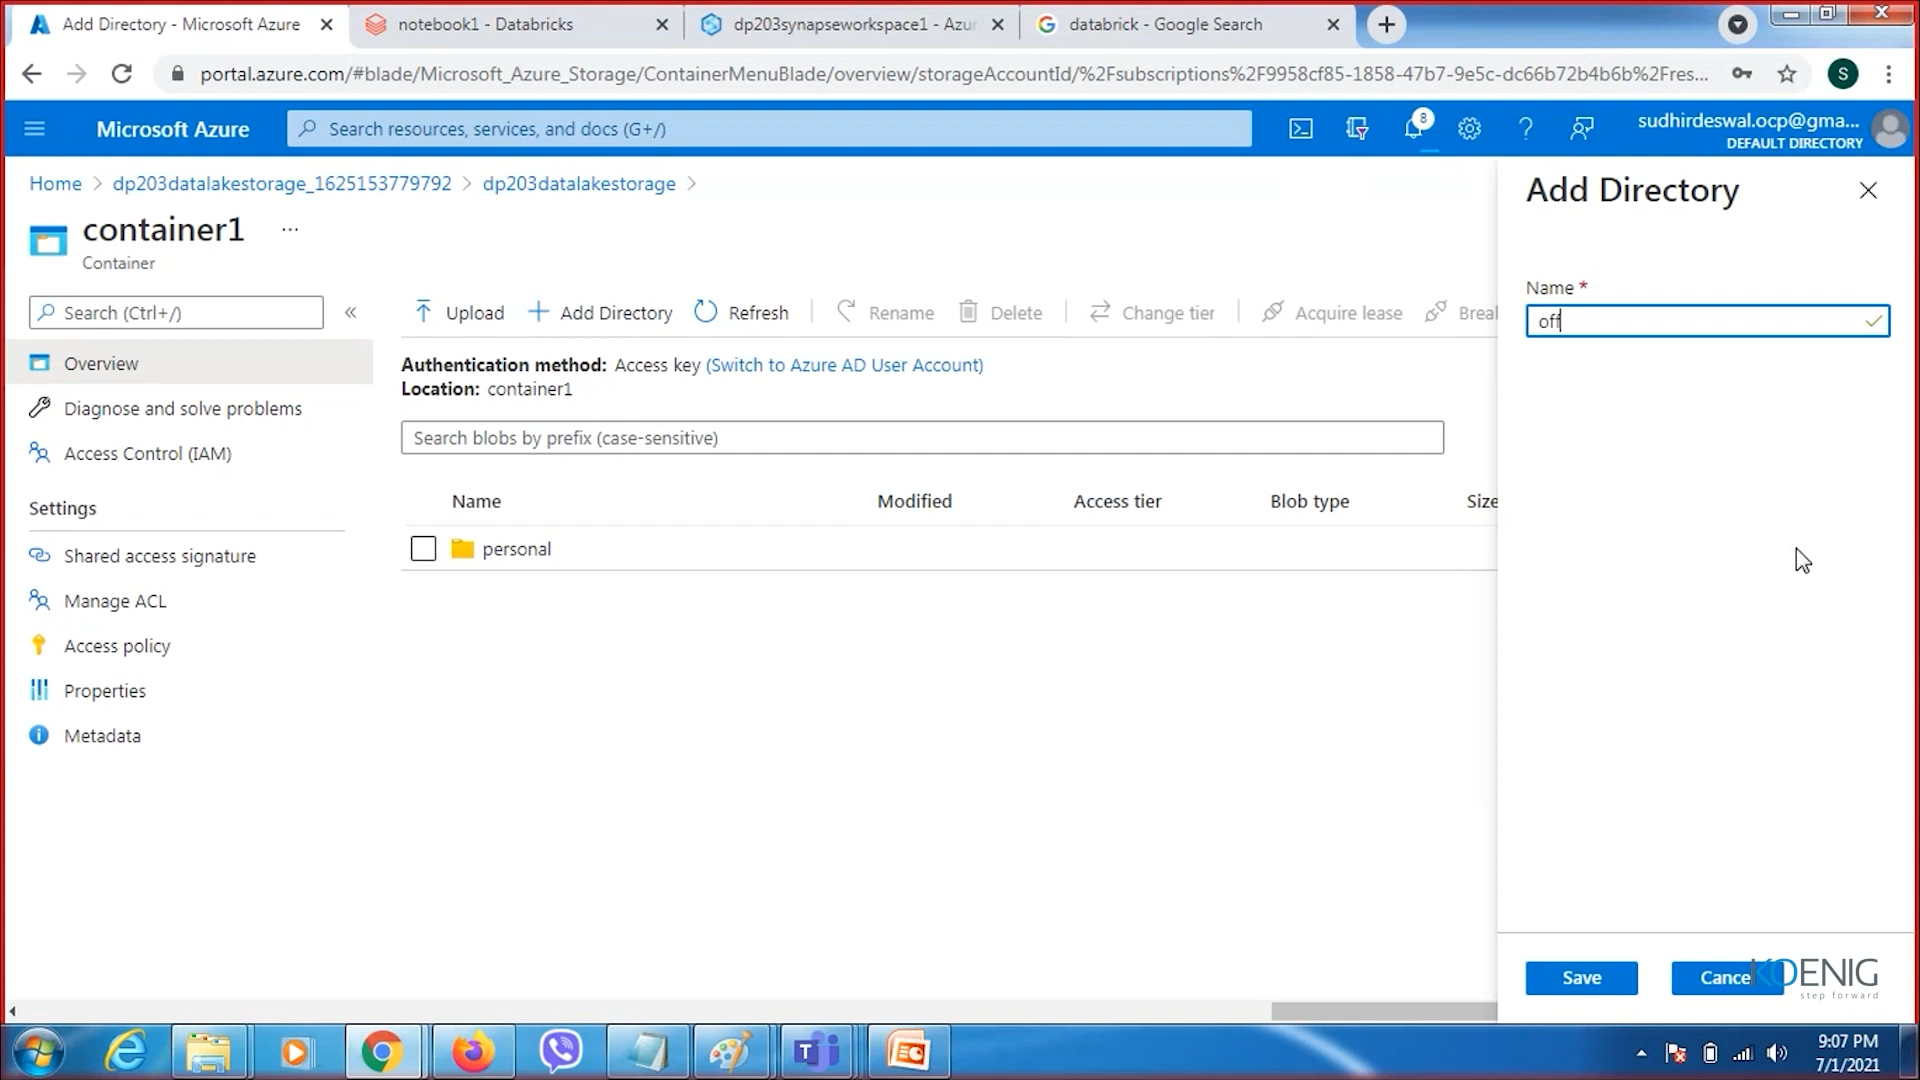 Add Directory - Microsoft Azure
notebook1 - Databricks
dp203synapseworkspace1 - Azur
databrick - Google Search
portal.azure.com/#blade/Microsoft_Azure_Storage/ContainerMenuBlade/overview/storageAccountId/%2Fsubscriptions%2F9958cf85-1858-47b7-9e5c-dc66b72b4b6b%2Fres...
S
Microsoft Azure
Search resources, services, and docs (G+/)
8
sudhirdeswal.ocp@gma...
DEFAULT DIRECTORY
Home > dp203datalakestorage_1625153779792 > dp203datalakestorage >
container1 ...
Container
Search (Ctrl+/)
«
Overview
Diagnose and solve problems
Access Control (IAM)
Settings
Shared access signature
Manage ACL
Access policy
Properties
Metadata
Upload
Add Directory
Refresh
Rename
Delete
Change tier
Acquire lease
Breal
Authentication method: Access key (Switch to Azure AD User Account)
Location: container1
Search blobs by prefix (case-sensitive)
Name Modified Access tier Blob type Size
personal
Add Directory
Name *
off
Save
Cance
KOENIG
step forward
9:07 PM
7/1/2021